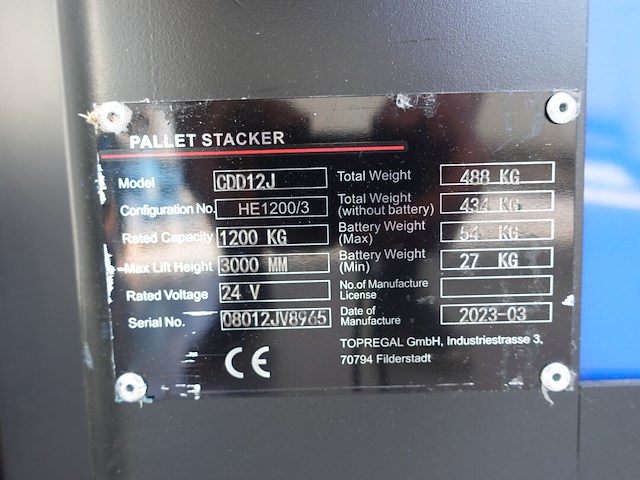 PALLET STACKER
Model CDD12J Total Weight 488 KG
Configuration No. HE1200/3 Total Weight (without battery) 434 KG
Rated Capacity 1200 KG Battery Weight (Max) 54 KG
Max Lift Height 3000 MM Battery Weight (Min) 27 KG
Rated Voltage 24 V No. of Manufacture License
Serial No. 08012JV8965 Date of Manufacture 2023-03
CE TOPREGAL GmbH, Industriestrasse 3,
70794 Filderstadt